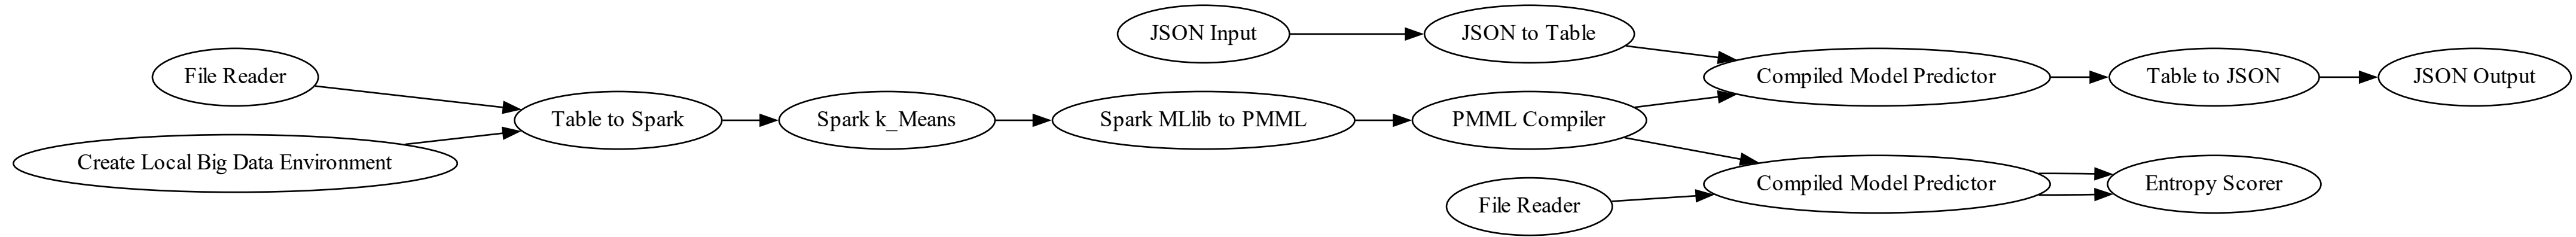 JSON Input
JSON to Table
File Reader
Compiled Model Predictor
Table to JSON
JSON Output
Table to Spark
Spark k_Means
Spark MLlib to PMML
PMML Compiler
Create Local Big Data Environment
Compiled Model Predictor
Entropy Scorer
File Reader